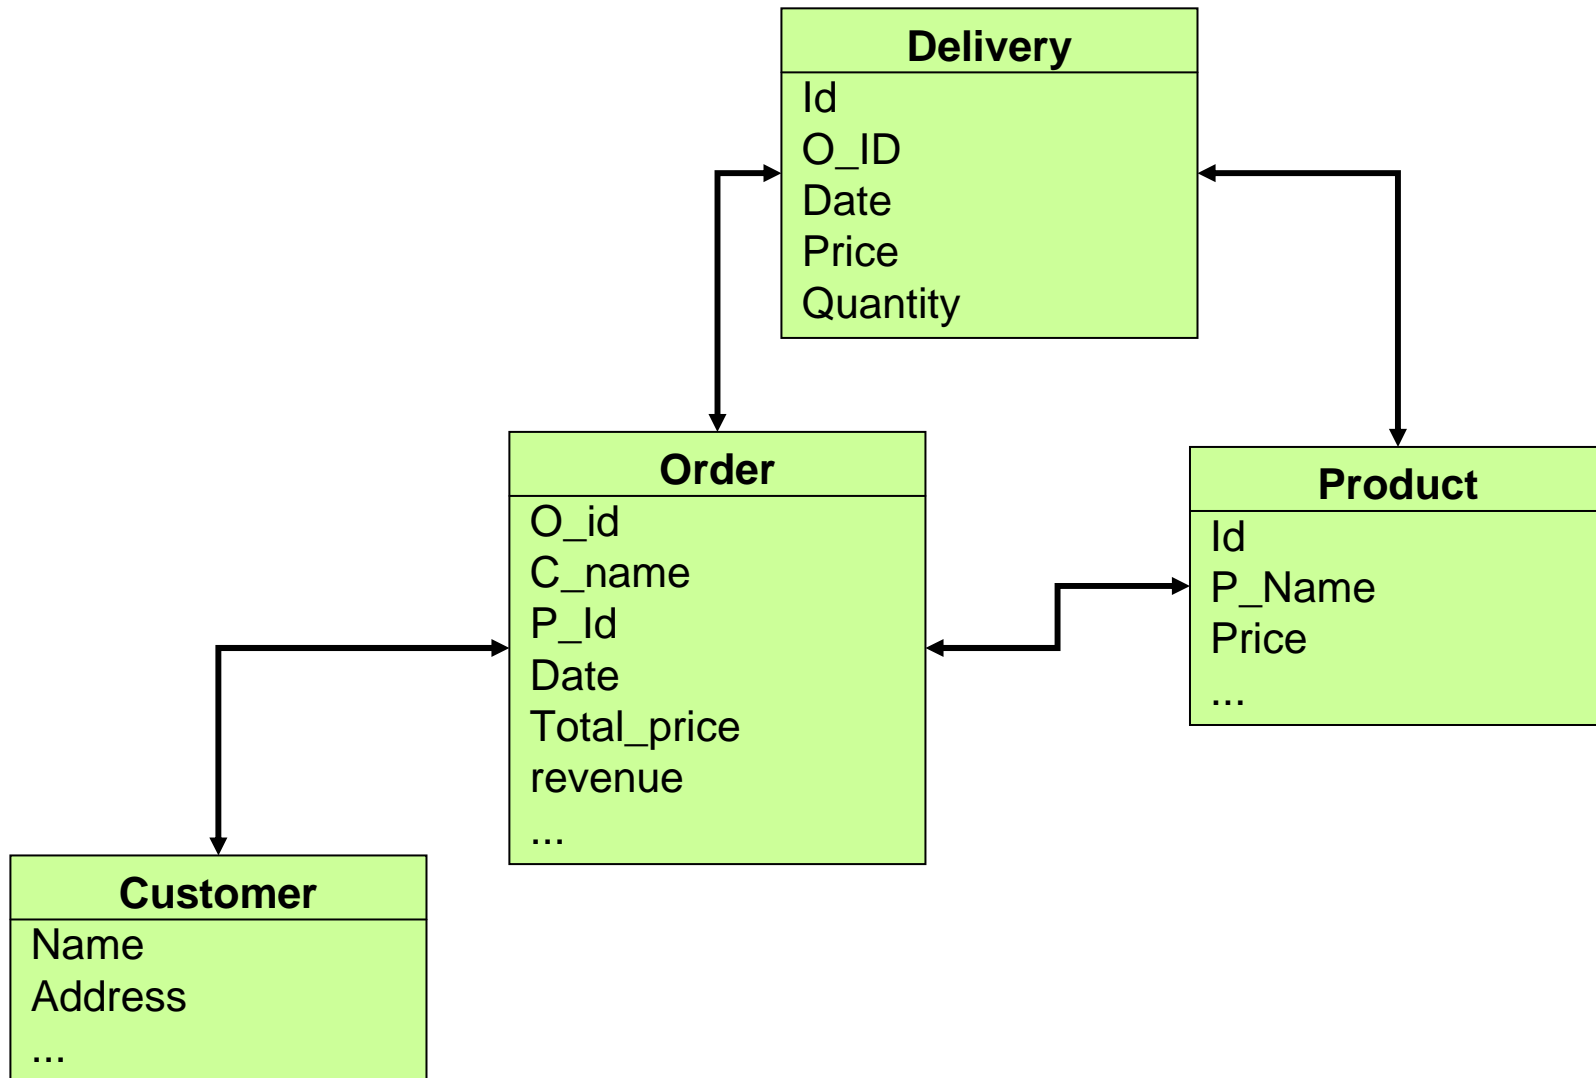 Delivery
Id
O_ID
Date
Price
Quantity
Order
O_id
C_name
P_Id
Date
Total_price
revenue
...
Product
Id
P_Name
Price
...
Customer
Name
Address
...